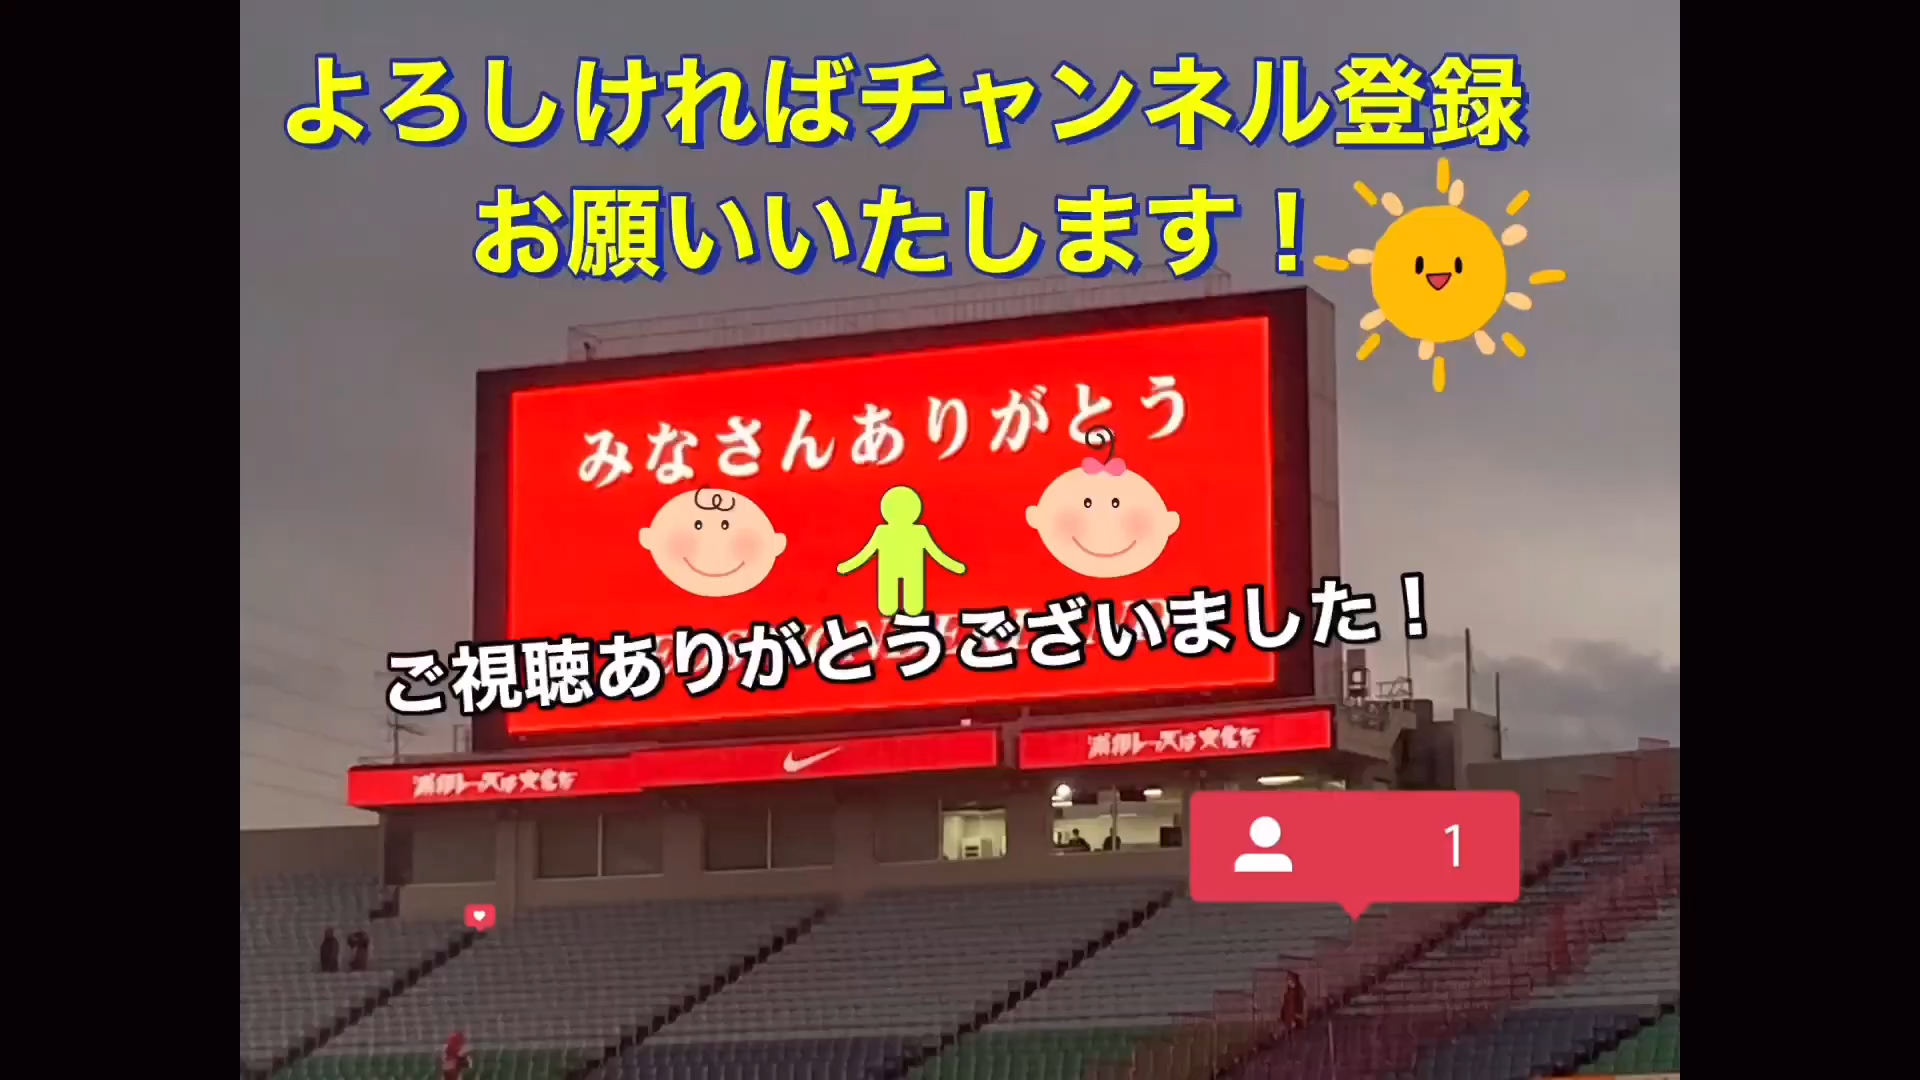 よろしければチャンネル登録
お願いいたします!
みなさんありがとう
ご視聴ありがとうございました!
1